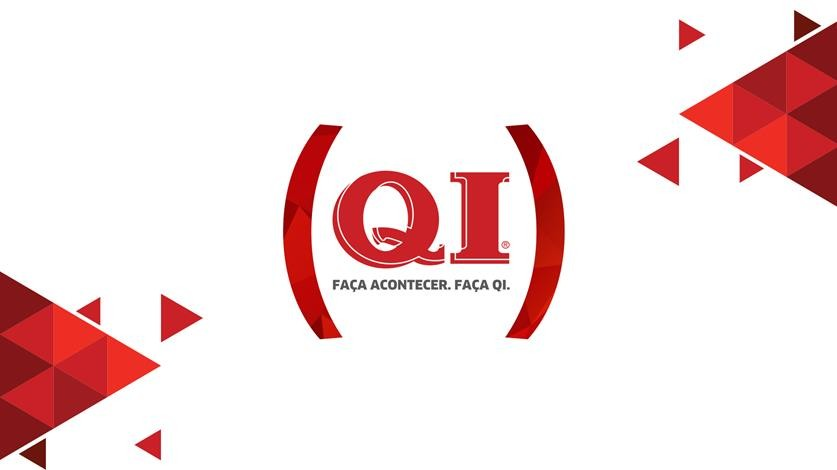 QI®
FAÇA ACONTECER. FAÇA QI.